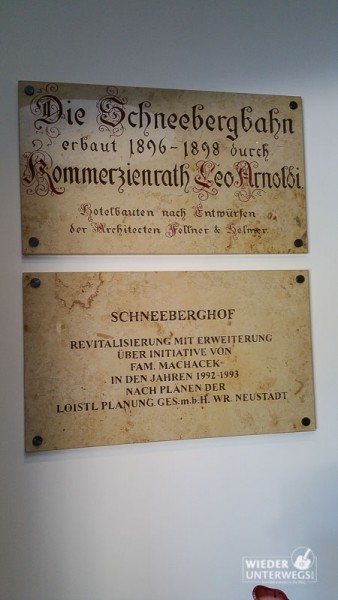 Die Schneebergbahn
erbaut 1896-1898 durch
Kommerzienrath Leo Arnoldi.
Hotelbauten nach Entwürfen
der Architecten Fellner & Helmer.
SCHNEEBERGHOF
REVITALISIERUNG MIT ERWEITERUNG
ÜBER INITIATIVE VON
FAM. MACHACEK
IN DEN JAHREN 1992-1993
NACH PLÄNEN DER
LOISTL PLANUNG. GES.m.b.H. WR. NEUSTADT
WIEDER
UNTERWEGS!